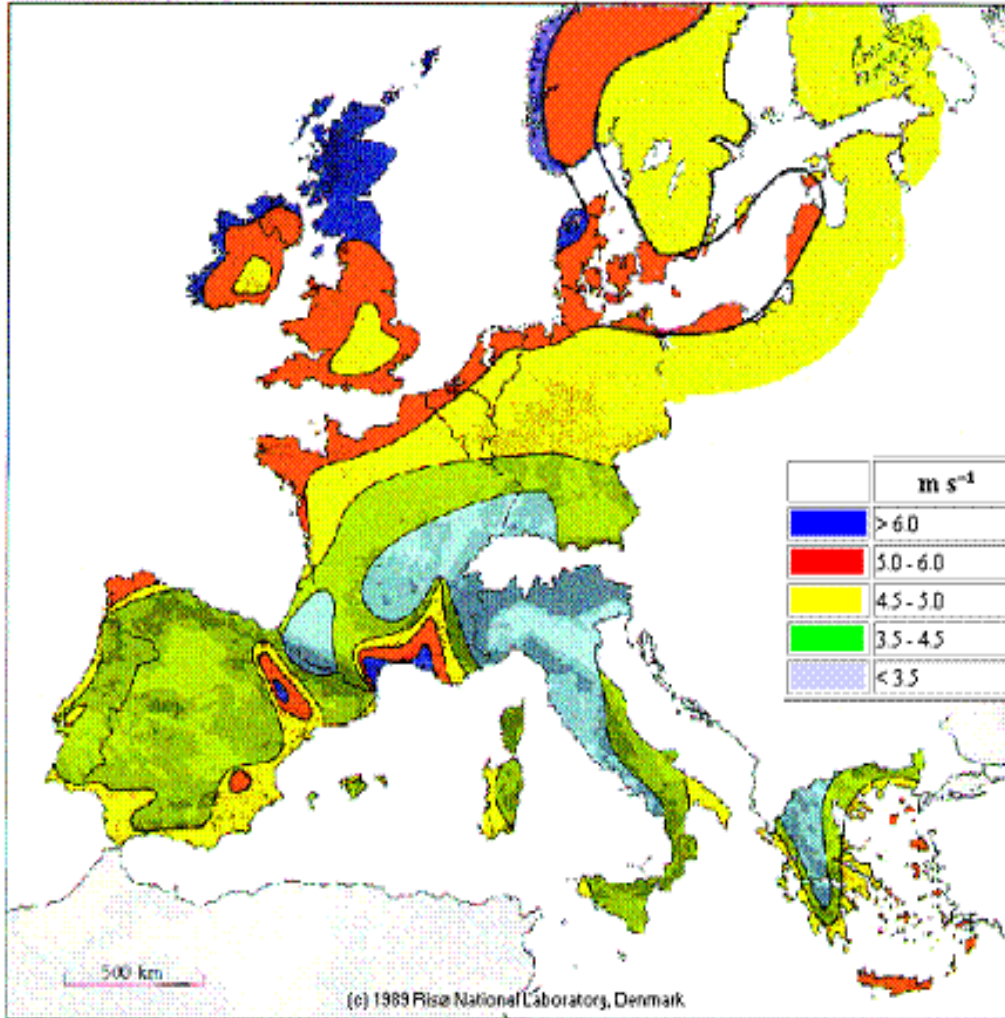 m s⁻¹
> 6.0
5.0 - 6.0
4.5 - 5.0
3.5 - 4.5
< 3.5
500 km
(c) 1989 Risø National Laboratory, Denmark